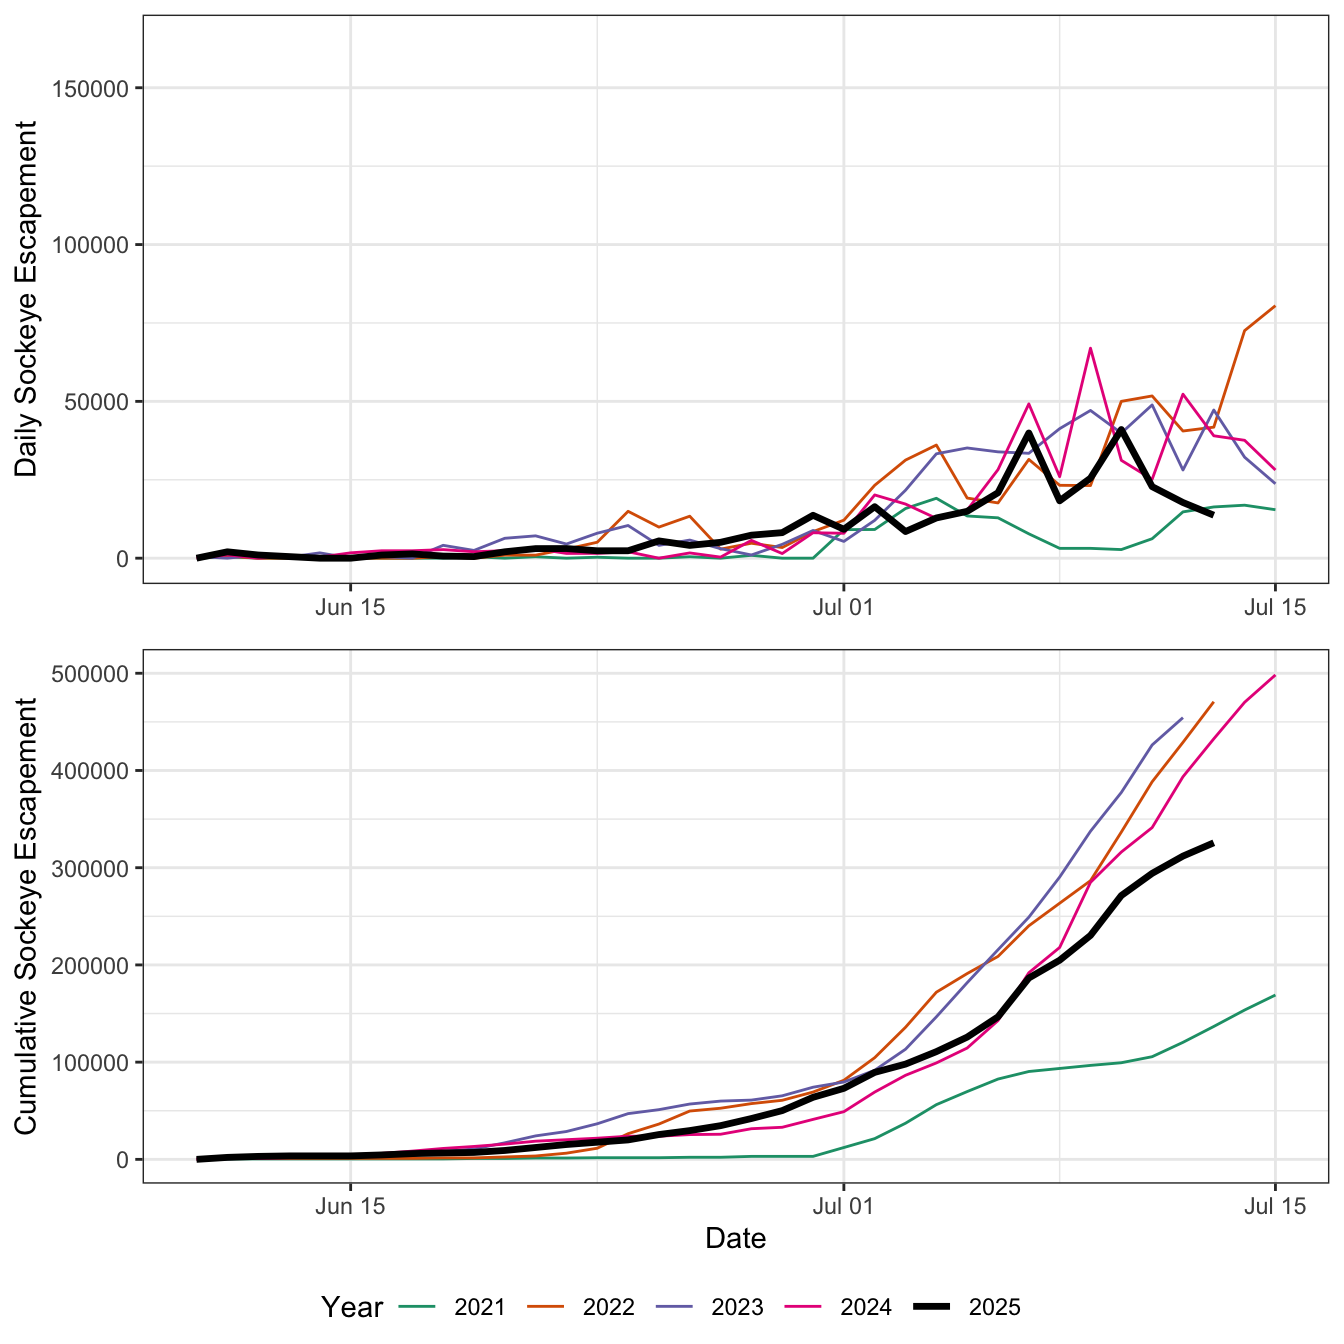 Daily Sockeye Escapement
150000
100000
50000
0
Jun 15 Jul 01 Jul 15
Cumulative Sockeye Escapement
500000
400000
300000
200000
100000
0
Jun 15 Jul 01 Jul 15
Date
Year 2021 2022 2023 2024 2025